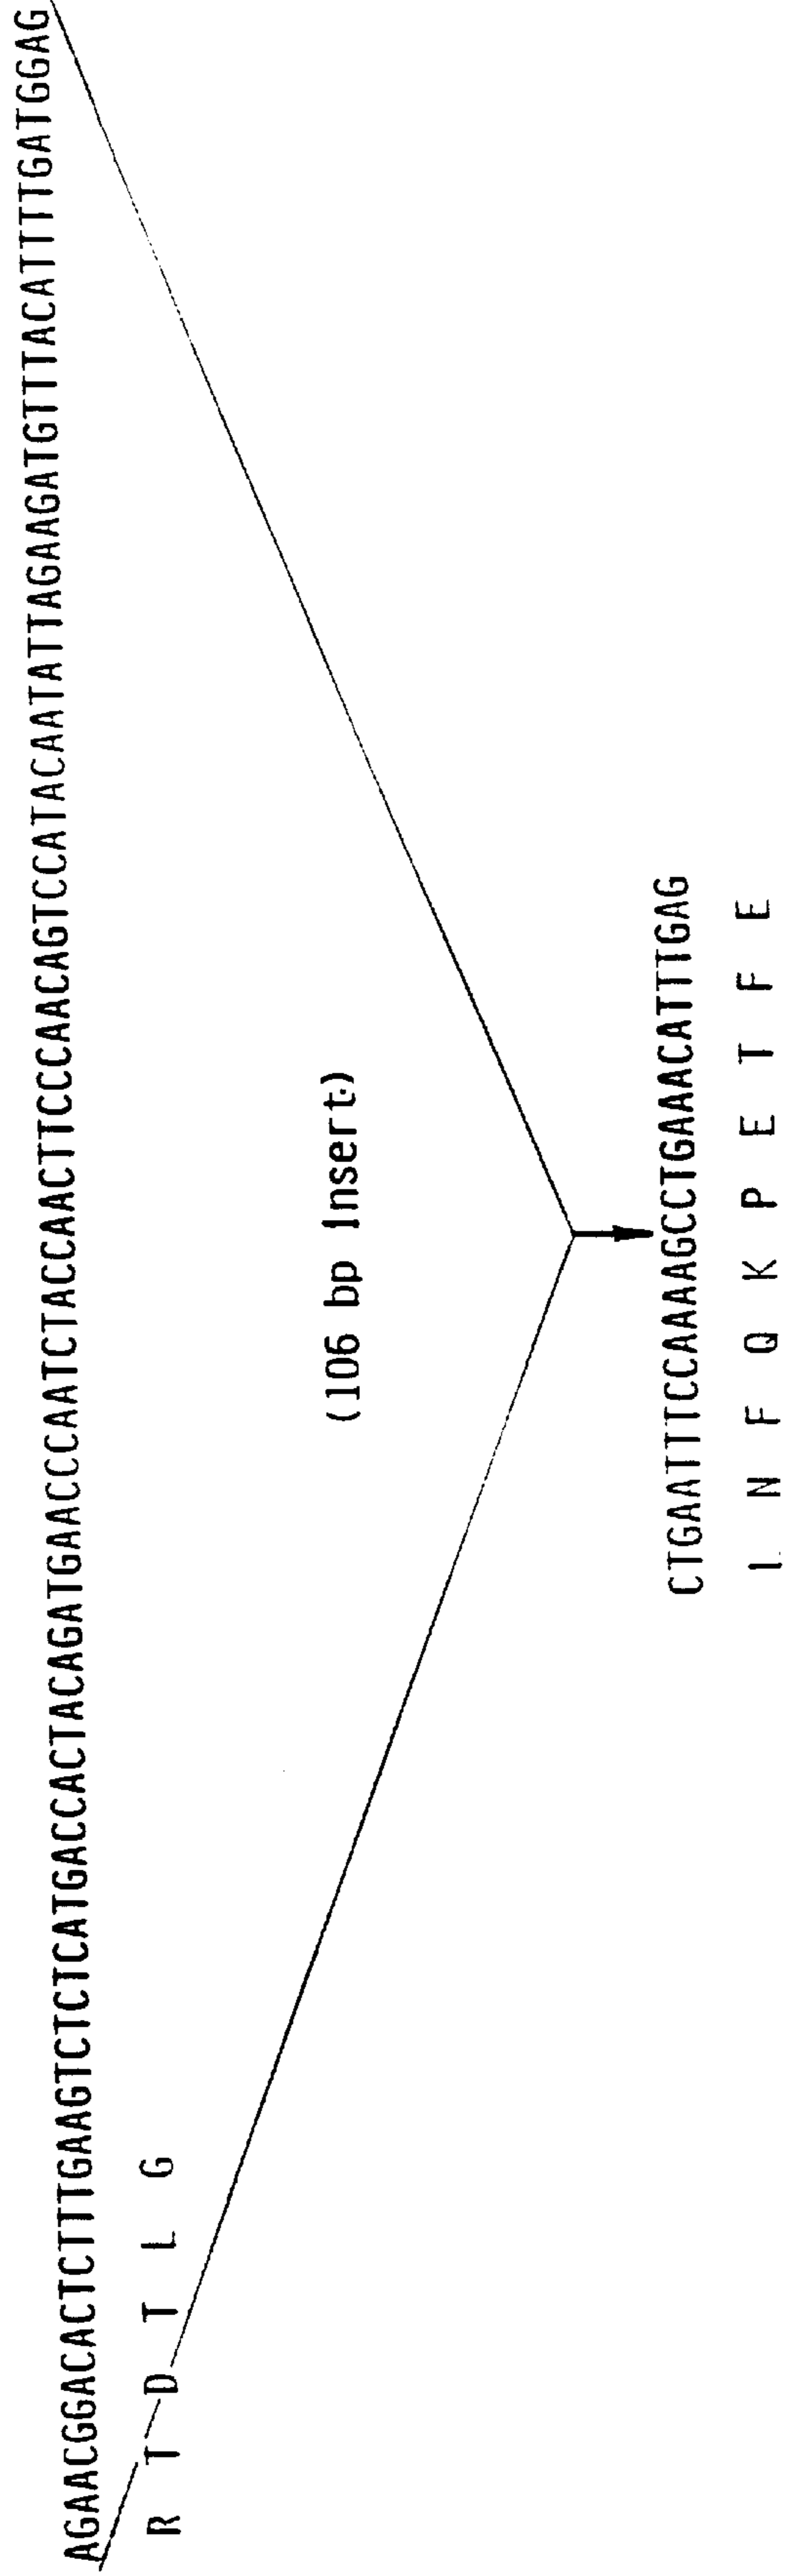 AGAACGGACACTCTTTGAAGTCTCTCATGACCACTACAGATGAACCCAATCTACCAACTTCCCAACAGTCCATACAATATTAGAAGATGTTTACATTTTGATGGAG
R T D T L G
(106 bp Insert)
CTGAATTTCCAAAAGCCTGAAACATTTGAG
L N F Q K P E T F E